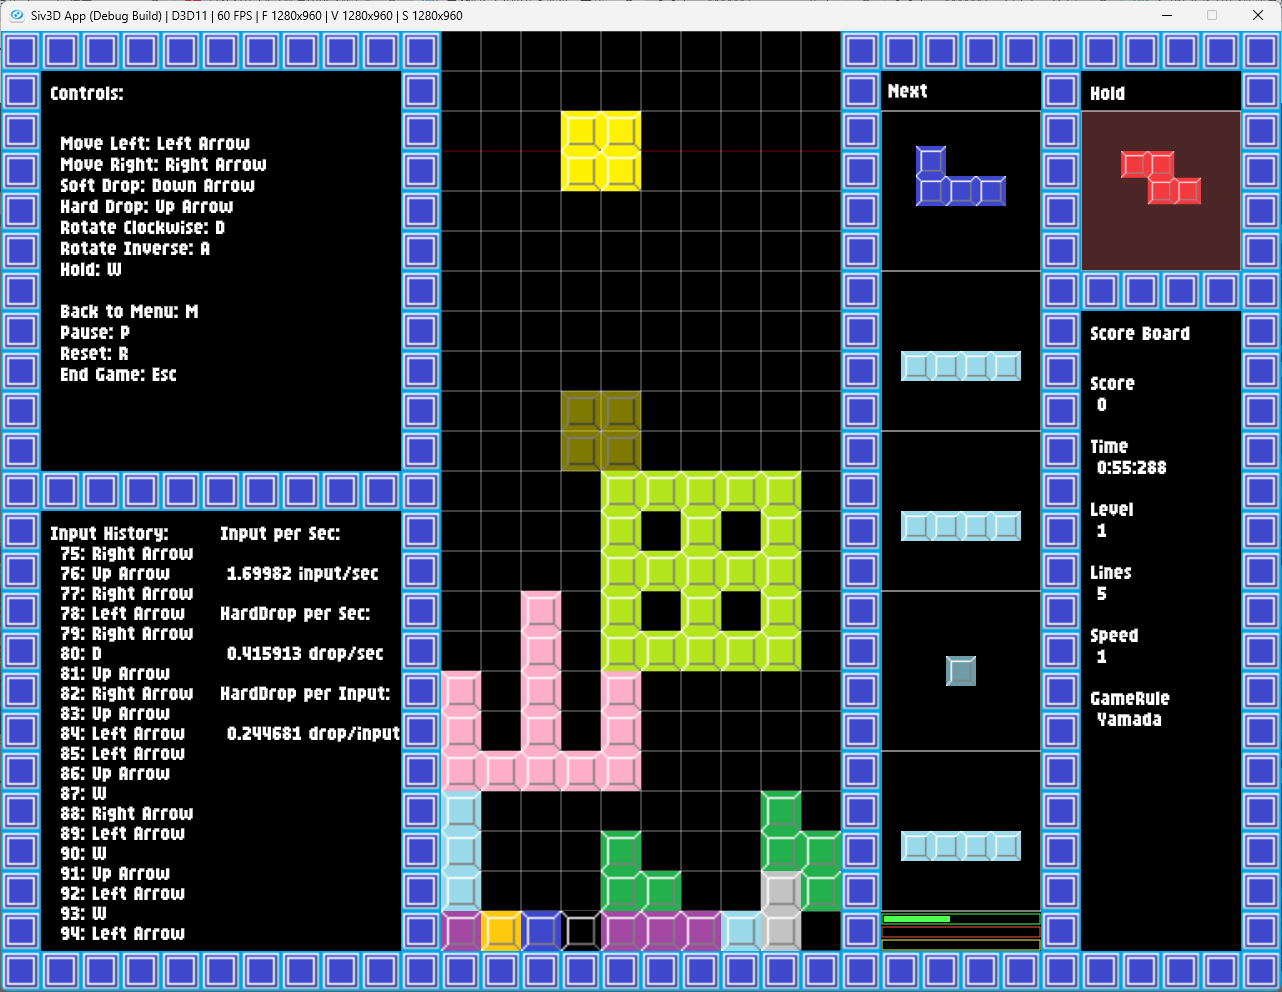 Siv3D App (Debug Build) | D3D11 | 60 FPS | F 1280x960 | V 1280x960 | S 1280x960
Controls:
Move Left: Left Arrow
Move Right: Right Arrow
Soft Drop: Down Arrow
Hard Drop: Up Arrow
Rotate Clockwise: D
Rotate Inverse: A
Hold: W
Back to Menu: M
Pause: P
Reset: R
End Game: Esc
Input History:
75: Right Arrow
76: Up Arrow
77: Right Arrow
78: Left Arrow
79: Right Arrow
80: D
81: Up Arrow
82: Right Arrow
83: Up Arrow
84: Left Arrow
85: Left Arrow
86: Up Arrow
87: W
88: Right Arrow
89: Left Arrow
90: W
91: Up Arrow
92: Left Arrow
93: W
94: Left Arrow
Input per Sec:
1.69982 input/sec
HardDrop per Sec:
0.415913 drop/sec
HardDrop per Input:
0.244681 drop/input
Next
Hold
Score Board
Score
0
Time
0:55:288
Level
1
Lines
5
Speed
1
GameRule
Yamada